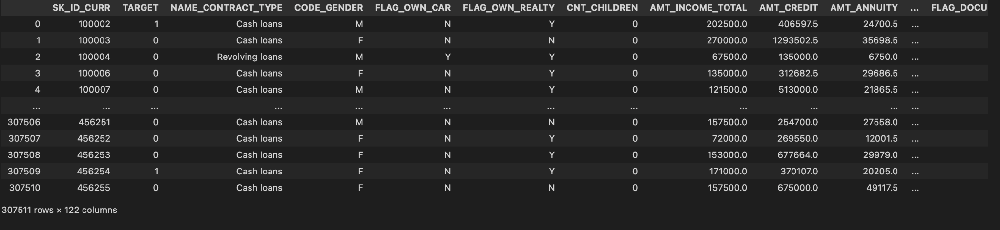 SK_ID_CURR TARGET NAME_CONTRACT_TYPE CODE_GENDER FLAG_OWN_CAR FLAG_OWN_REALTY CNT_CHILDREN AMT_INCOME_TOTAL AMT_CREDIT AMT_ANNUITY ... FLAG_DOCU
0 100002 1 Cash loans M N Y 0 202500.0 406597.5 24700.5 ...
1 100003 0 Cash loans F N N 0 270000.0 1293502.5 35698.5 ...
2 100004 0 Revolving loans M Y Y 0 67500.0 135000.0 6750.0 ...
3 100006 0 Cash loans F N Y 0 135000.0 312682.5 29686.5 ...
4 100007 0 Cash loans M N Y 0 121500.0 513000.0 21865.5 ...
... ... ... ... ... ... ... ... ... ... ... ...
307506 456251 0 Cash loans M N N 0 157500.0 254700.0 27558.0 ...
307507 456252 0 Cash loans F N Y 0 72000.0 269550.0 12001.5 ...
307508 456253 0 Cash loans F N Y 0 153000.0 677664.0 29979.0 ...
307509 456254 1 Cash loans F N Y 0 171000.0 370107.0 20205.0 ...
307510 456255 0 Cash loans F N N 0 157500.0 675000.0 49117.5 ...
307511 rows × 122 columns